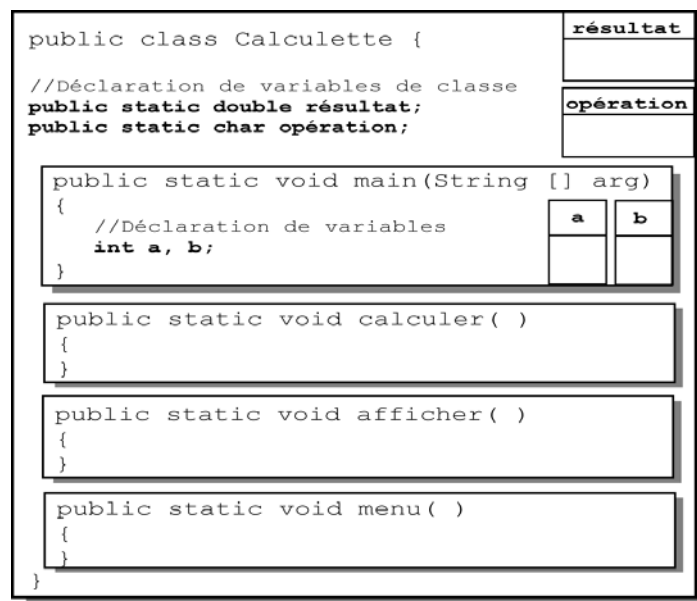 public class Calculette {
résultat
//Déclaration de variables de classe
public static double résultat;
public static char opération;
opération
public static void main(String [] arg)
{
//Déclaration de variables
int a, b;
a b
}
public static void calculer( )
{
}
public static void afficher( )
{
}
public static void menu( )
{
}
}